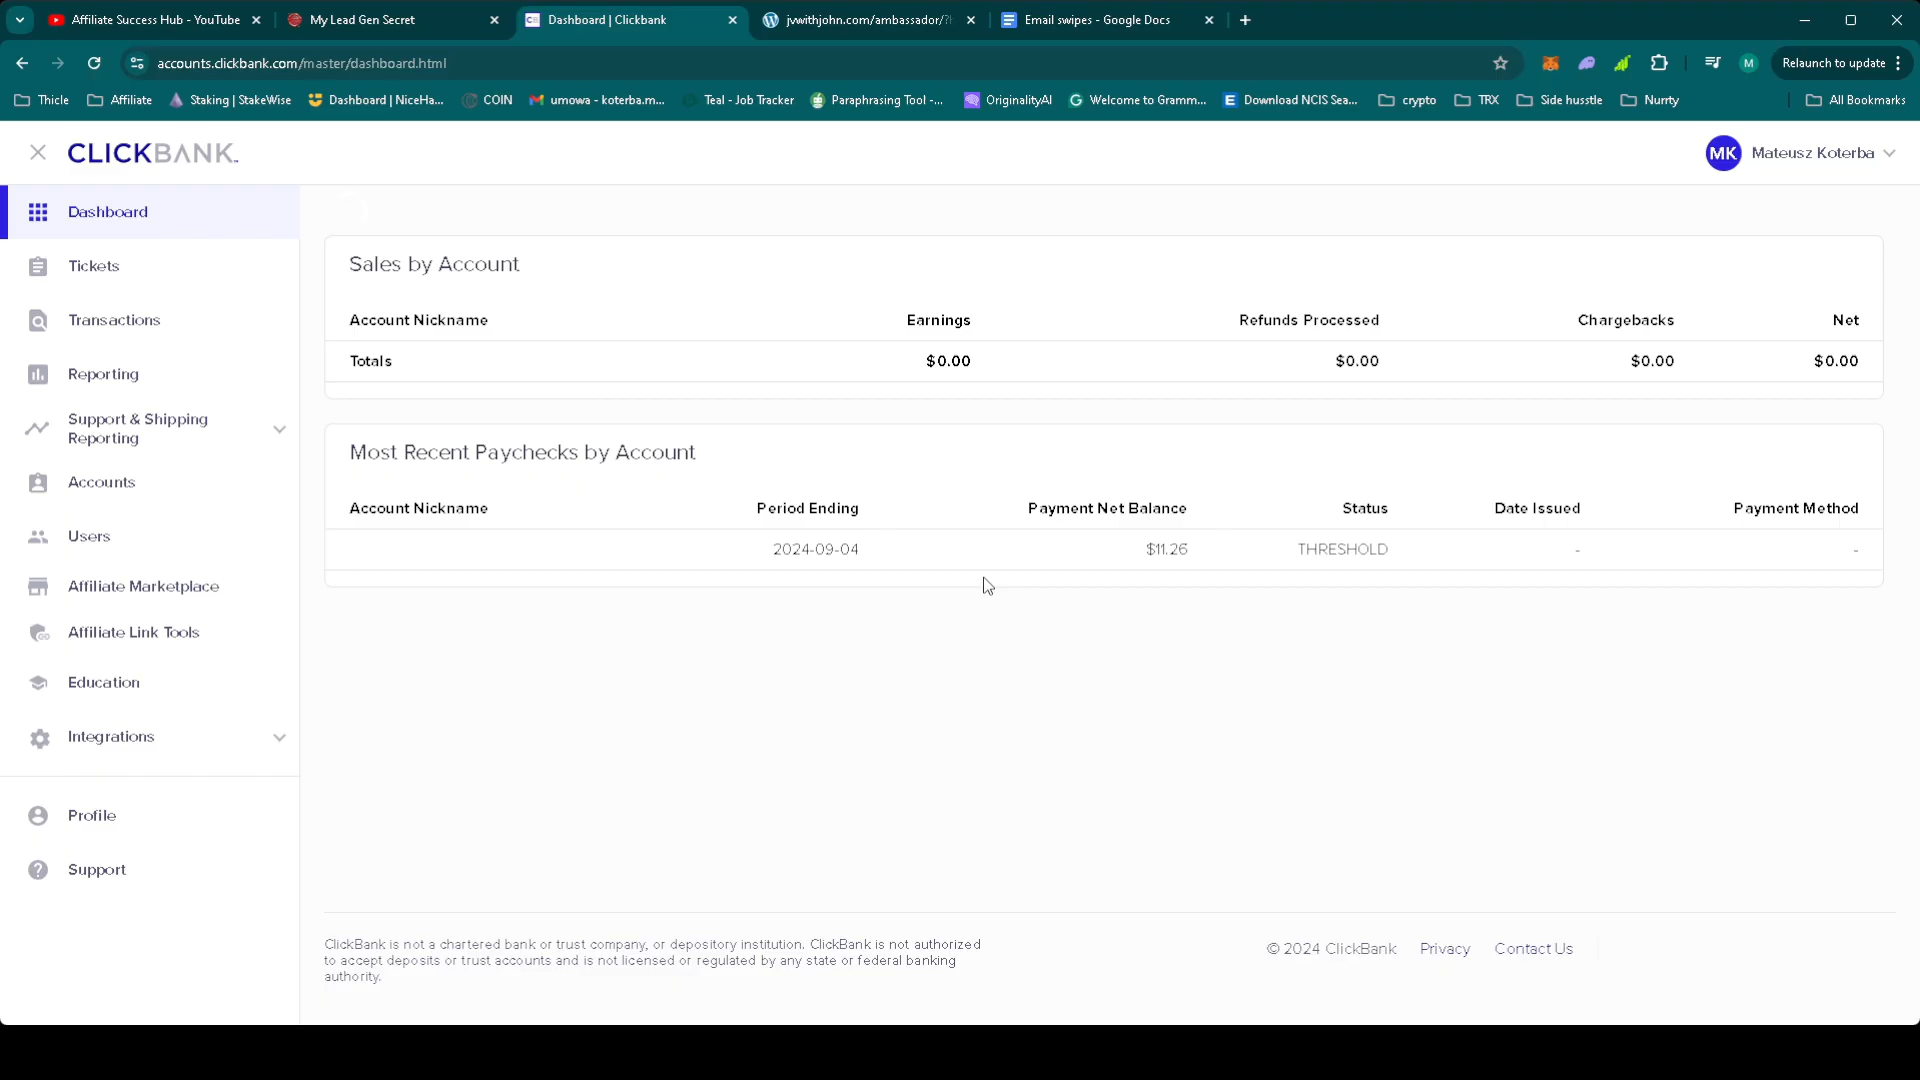 Affiliate Success Hub - YouTube
My Lead Gen Secret
Dashboard | Clickbank
jvwithjohn.com/ambassador/?
Email swipes - Google Docs
accounts.clickbank.com/master/dashboard.html
M
Relaunch to update
Thicle
Affiliate
Staking | StakeWise
Dashboard | NiceHa...
COIN
umowa - koterba.m...
Teal - Job Tracker
Paraphrasing Tool -...
OriginalityAI
Welcome to Gramm...
Download NCIS Sea...
crypto
TRX
Side husstle
Nurrty
All Bookmarks
CLICKBANK
MK Mateusz Koterba
Dashboard
Tickets
Transactions
Reporting
Support & Shipping
Reporting
Accounts
Users
Affiliate Marketplace
Affiliate Link Tools
Education
Integrations
Profile
Support
Sales by Account
Account Nickname Earnings Refunds Processed Chargebacks Net
Totals $0.00 $0.00 $0.00 $0.00
Most Recent Paychecks by Account
Account Nickname Period Ending Payment Net Balance Status Date Issued Payment Method
2024-09-04 $11.26 THRESHOLD - -
ClickBank is not a chartered bank or trust company, or depository institution. ClickBank is not authorized
to accept deposits or trust accounts and is not licensed or regulated by any state or federal banking
authority.
© 2024 ClickBank Privacy Contact Us